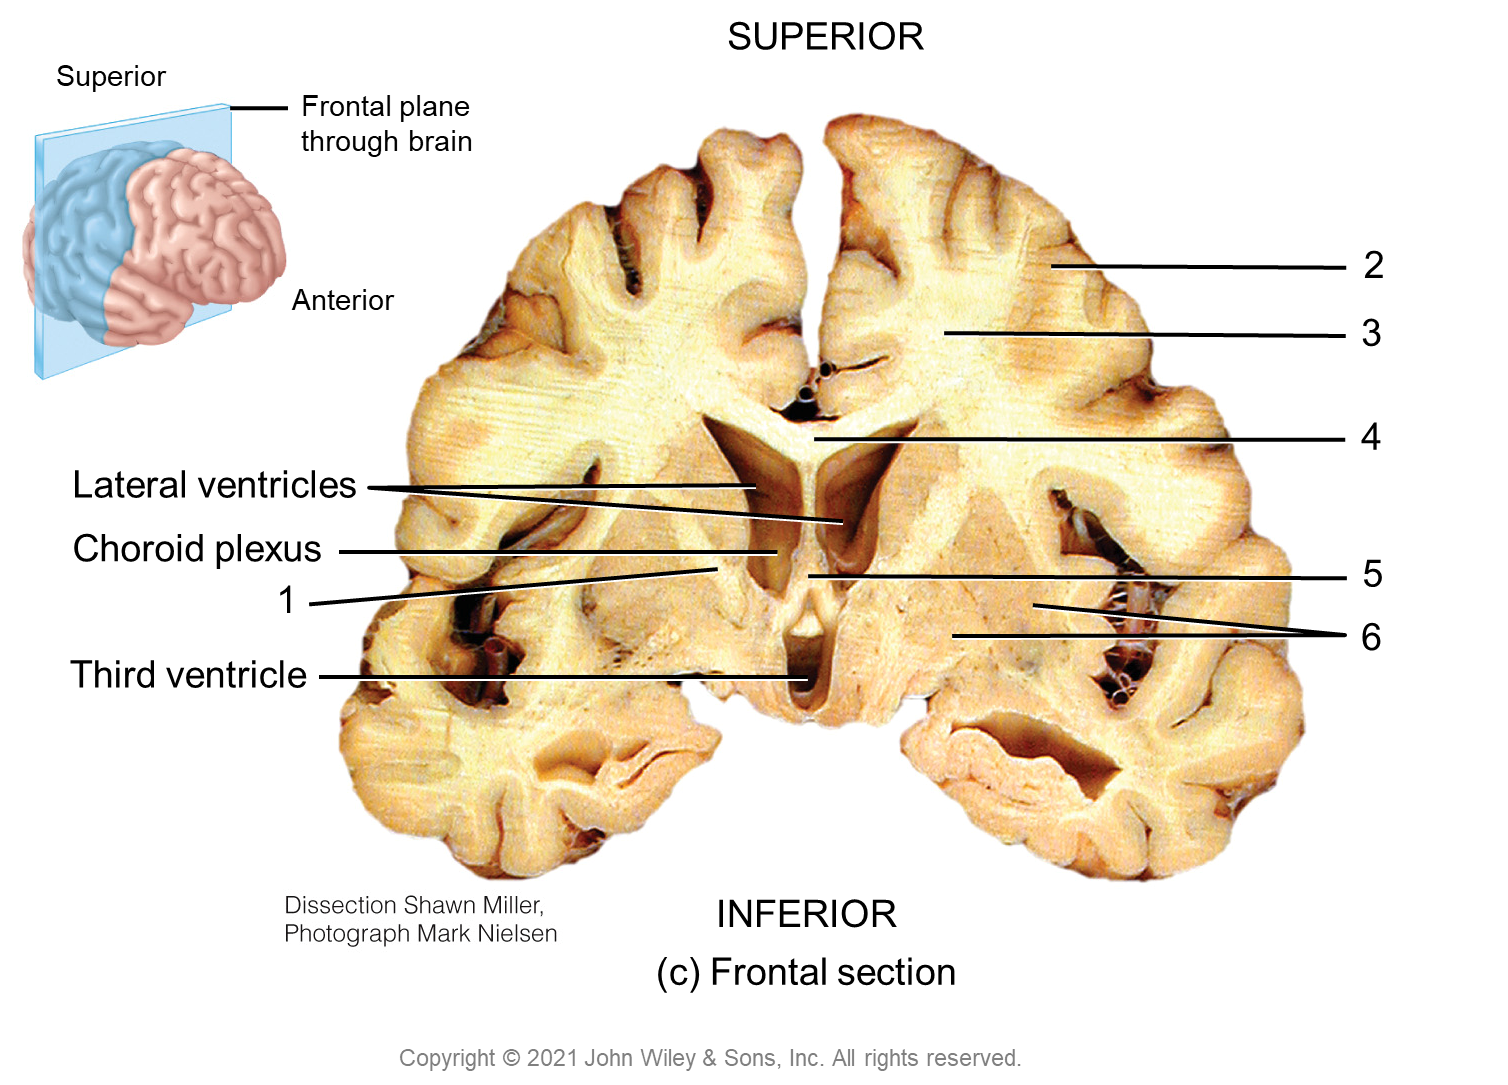 SUPERIOR
Superior
Frontal plane
through brain
Anterior
2
3
4
Lateral ventricles
Choroid plexus
1
5
6
Third ventricle
Dissection Shawn Miller,
Photograph Mark Nielsen
INFERIOR
(c) Frontal section
Copyright © 2021 John Wiley & Sons, Inc. All rights reserved.